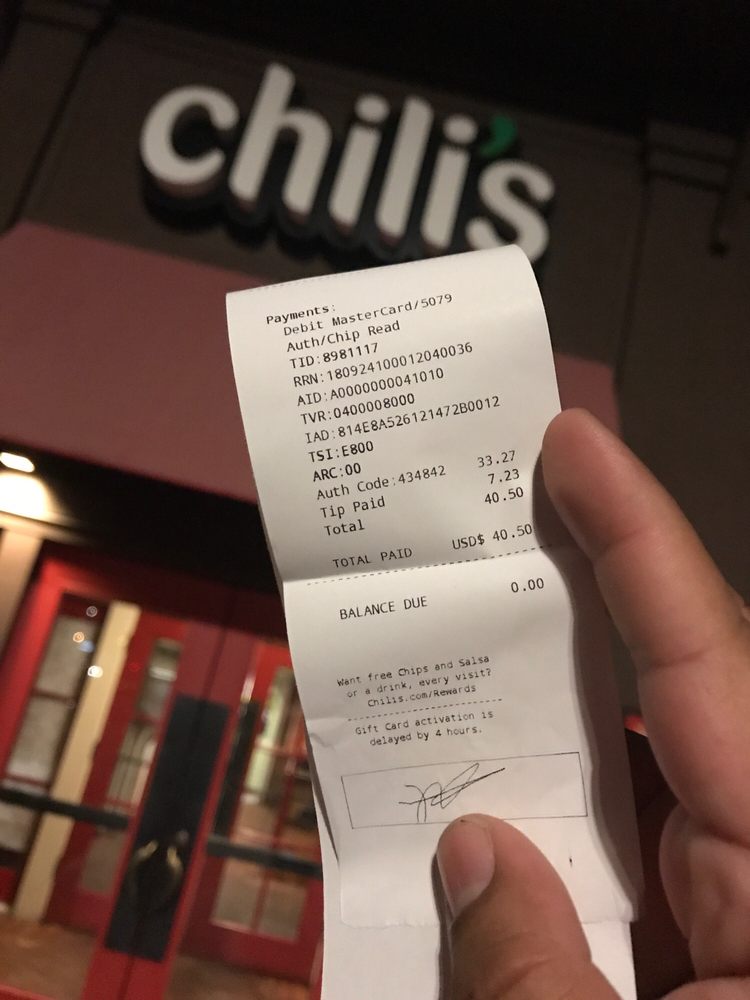 chili's
Payments:
Debit MasterCard/5079
Auth/Chip Read
TID:8981117
RRN:180924100012040036
AID:A0000000041010
TVR:0400008000
IAD:814E8A526121472B0012
TSI:E800
ARC:00
Auth Code:434842 33.27
Tip Paid 7.23
Total 40.50
TOTAL PAID USD$ 40.50
BALANCE DUE 0.00
Want free Chips and Salsa
or a drink, every visit?
Chilis.com/Rewards
Gift Card activation is
delayed by 4 hours.